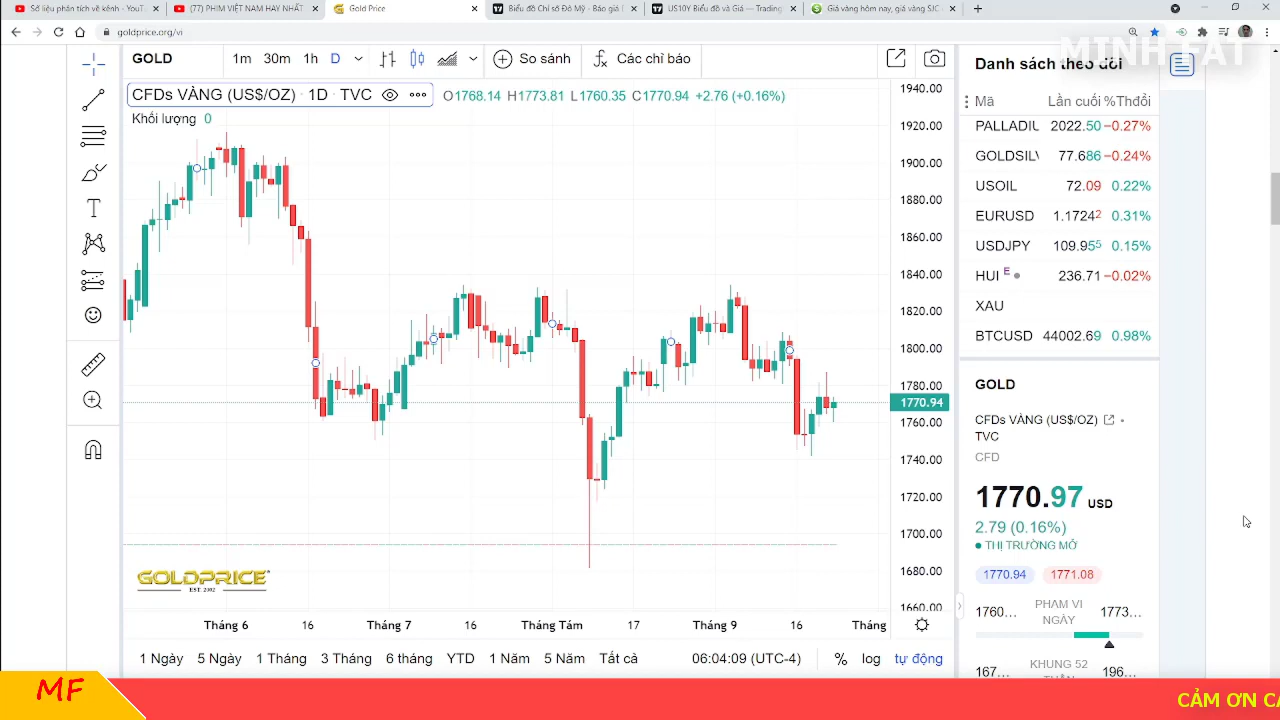 Số liệu phân tích về kênh - YouT
(77) PHIM VIỆT NAM HAY NHẤT
Gold Price
Biểu đồ Chỉ số Đô Mỹ - Báo giá
US10Y Biểu đồ và Giá — Trading
Giá vàng hôm nay, giá vàng SJC
goldprice.org/vi
MINH FAT
GOLD
1m 30m 1h D
So sánh
Các chỉ báo
CFDs VÀNG (US$/OZ) · 1D · TVC
O1768.14 H1773.81 L1760.35 C1770.94 +2.76 (+0.16%)
Khối lượng 0
1940.00
1920.00
1900.00
1880.00
1860.00
1840.00
1820.00
1800.00
1780.00
1770.94
1760.00
1740.00
1720.00
1700.00
1680.00
1660.00
GOLDPRICE
EST. 2002
Tháng 6 16 Tháng 7 16 Tháng Tám 17 Tháng 9 16 Tháng
1 Ngày 5 Ngày 1 Tháng 3 Tháng 6 tháng YTD 1 Năm 5 Năm Tất cả
06:04:09 (UTC-4) % log tự động
Danh sách theo dõi
Mã Lần cuối %Thđổi
PALLADIU 2022.50 −0.27%
GOLDSILV 77.686 −0.24%
USOIL 72.09 0.22%
EURUSD 1.17242 0.31%
USDJPY 109.955 0.15%
HUI E 236.71 −0.02%
XAU
BTCUSD 44002.69 0.98%
GOLD
CFDs VÀNG (US$/OZ)
TVC
CFD
1770.97 USD
2.79 (0.16%)
THỊ TRƯỜNG MỞ
1770.94 1771.08
1760... PHẠM VI NGÀY 1773...
167... KHUNG 52 196...
MF
CẢM ƠN